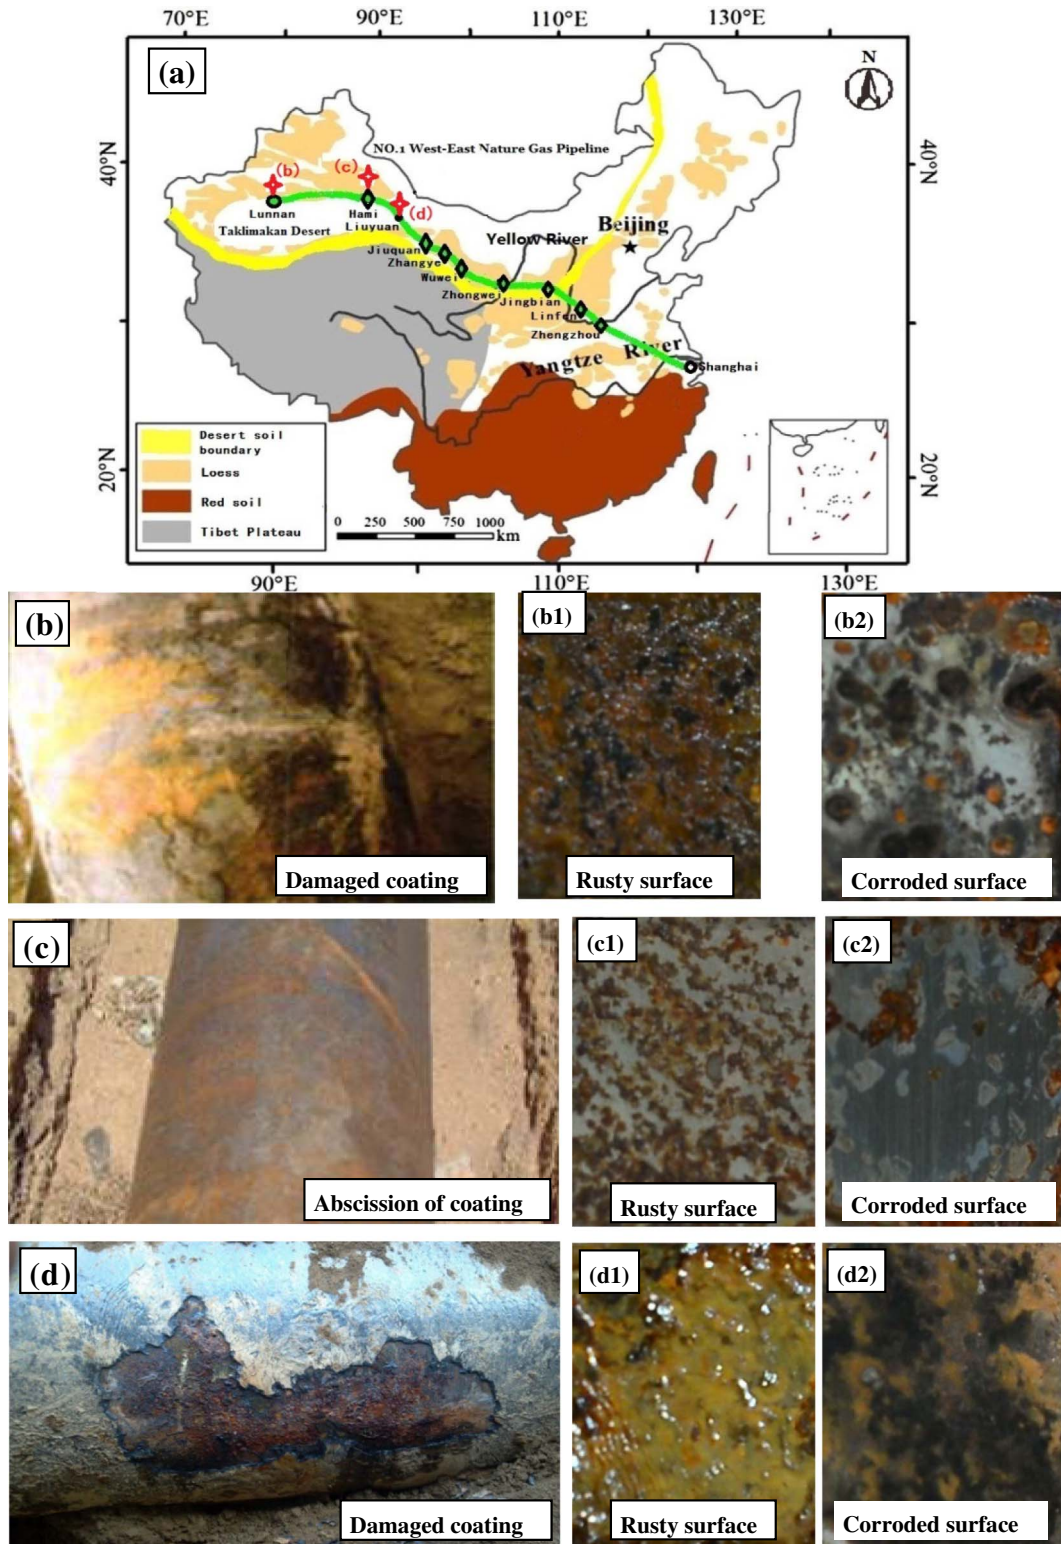 70°E 90°E 110°E 130°E
(a)
N
NO.1 West-East Nature Gas Pipeline
40°N
40°N
(b)
(c)
(d)
Lunnan
Hami
Liuyuan
Taklimakan Desert
Jiuquan
Zhangye
Wuwei
Zhongwei
Jingbian
Linfen
Zhengzhou
Shanghai
Yellow River
Beijing
Yangtze River
Desert soil
boundary
Loess
Red soil
Tibet Plateau
0 250 500 750 1000
km
20°N
20°N
90°E 110°E 130°E
(b)
Damaged coating
(b1)
Rusty surface
(b2)
Corroded surface
(c)
Abscission of coating
(c1)
Rusty surface
(c2)
Corroded surface
(d)
Damaged coating
(d1)
Rusty surface
(d2)
Corroded surface